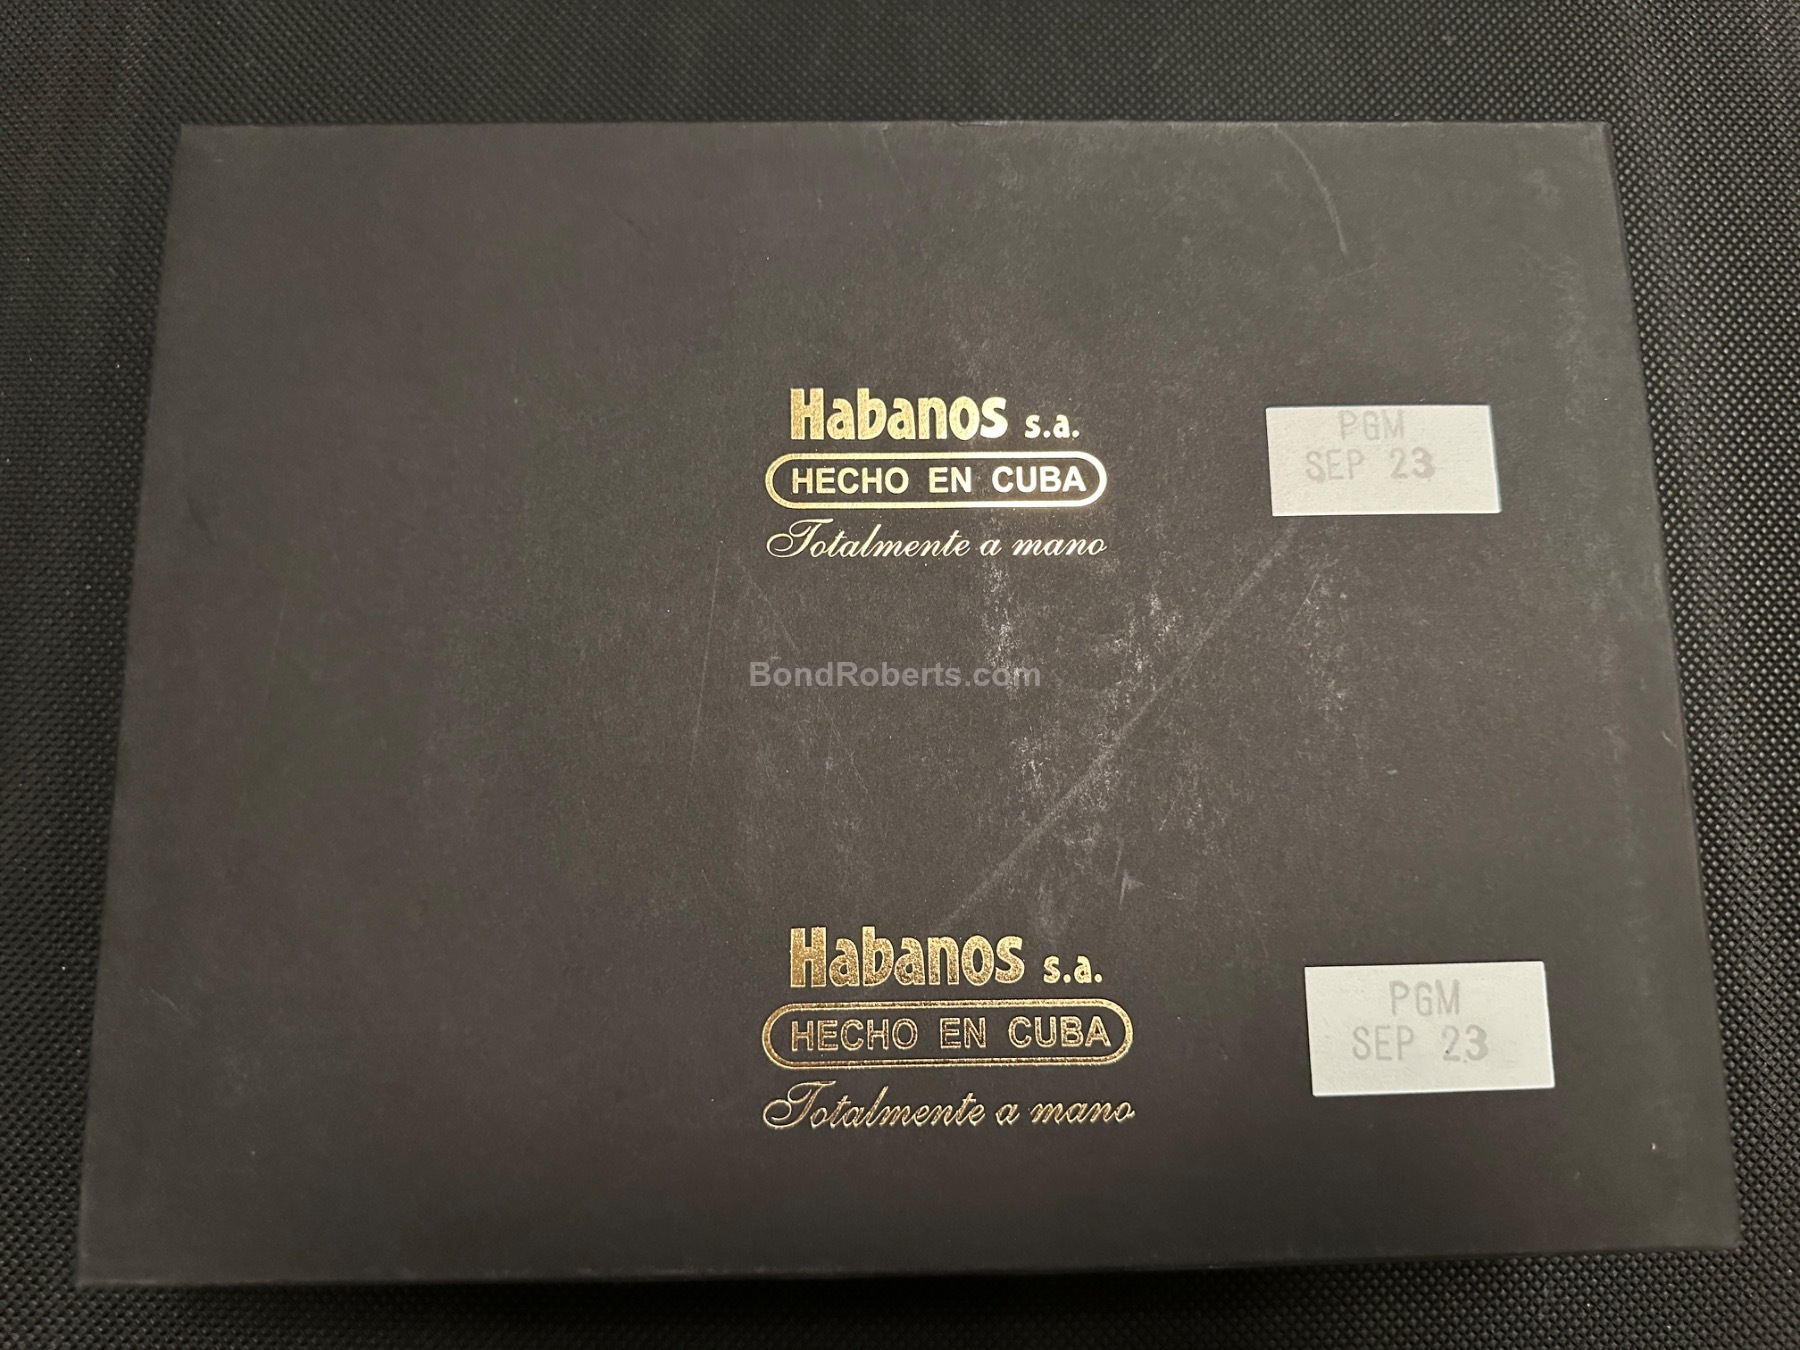 Habanos s.a.
HECHO EN CUBA
Totalmente a mano
PGM
SEP 23
BondRoberts.com
Habanos s.a.
HECHO EN CUBA
Totalmente a mano
PGM
SEP 23